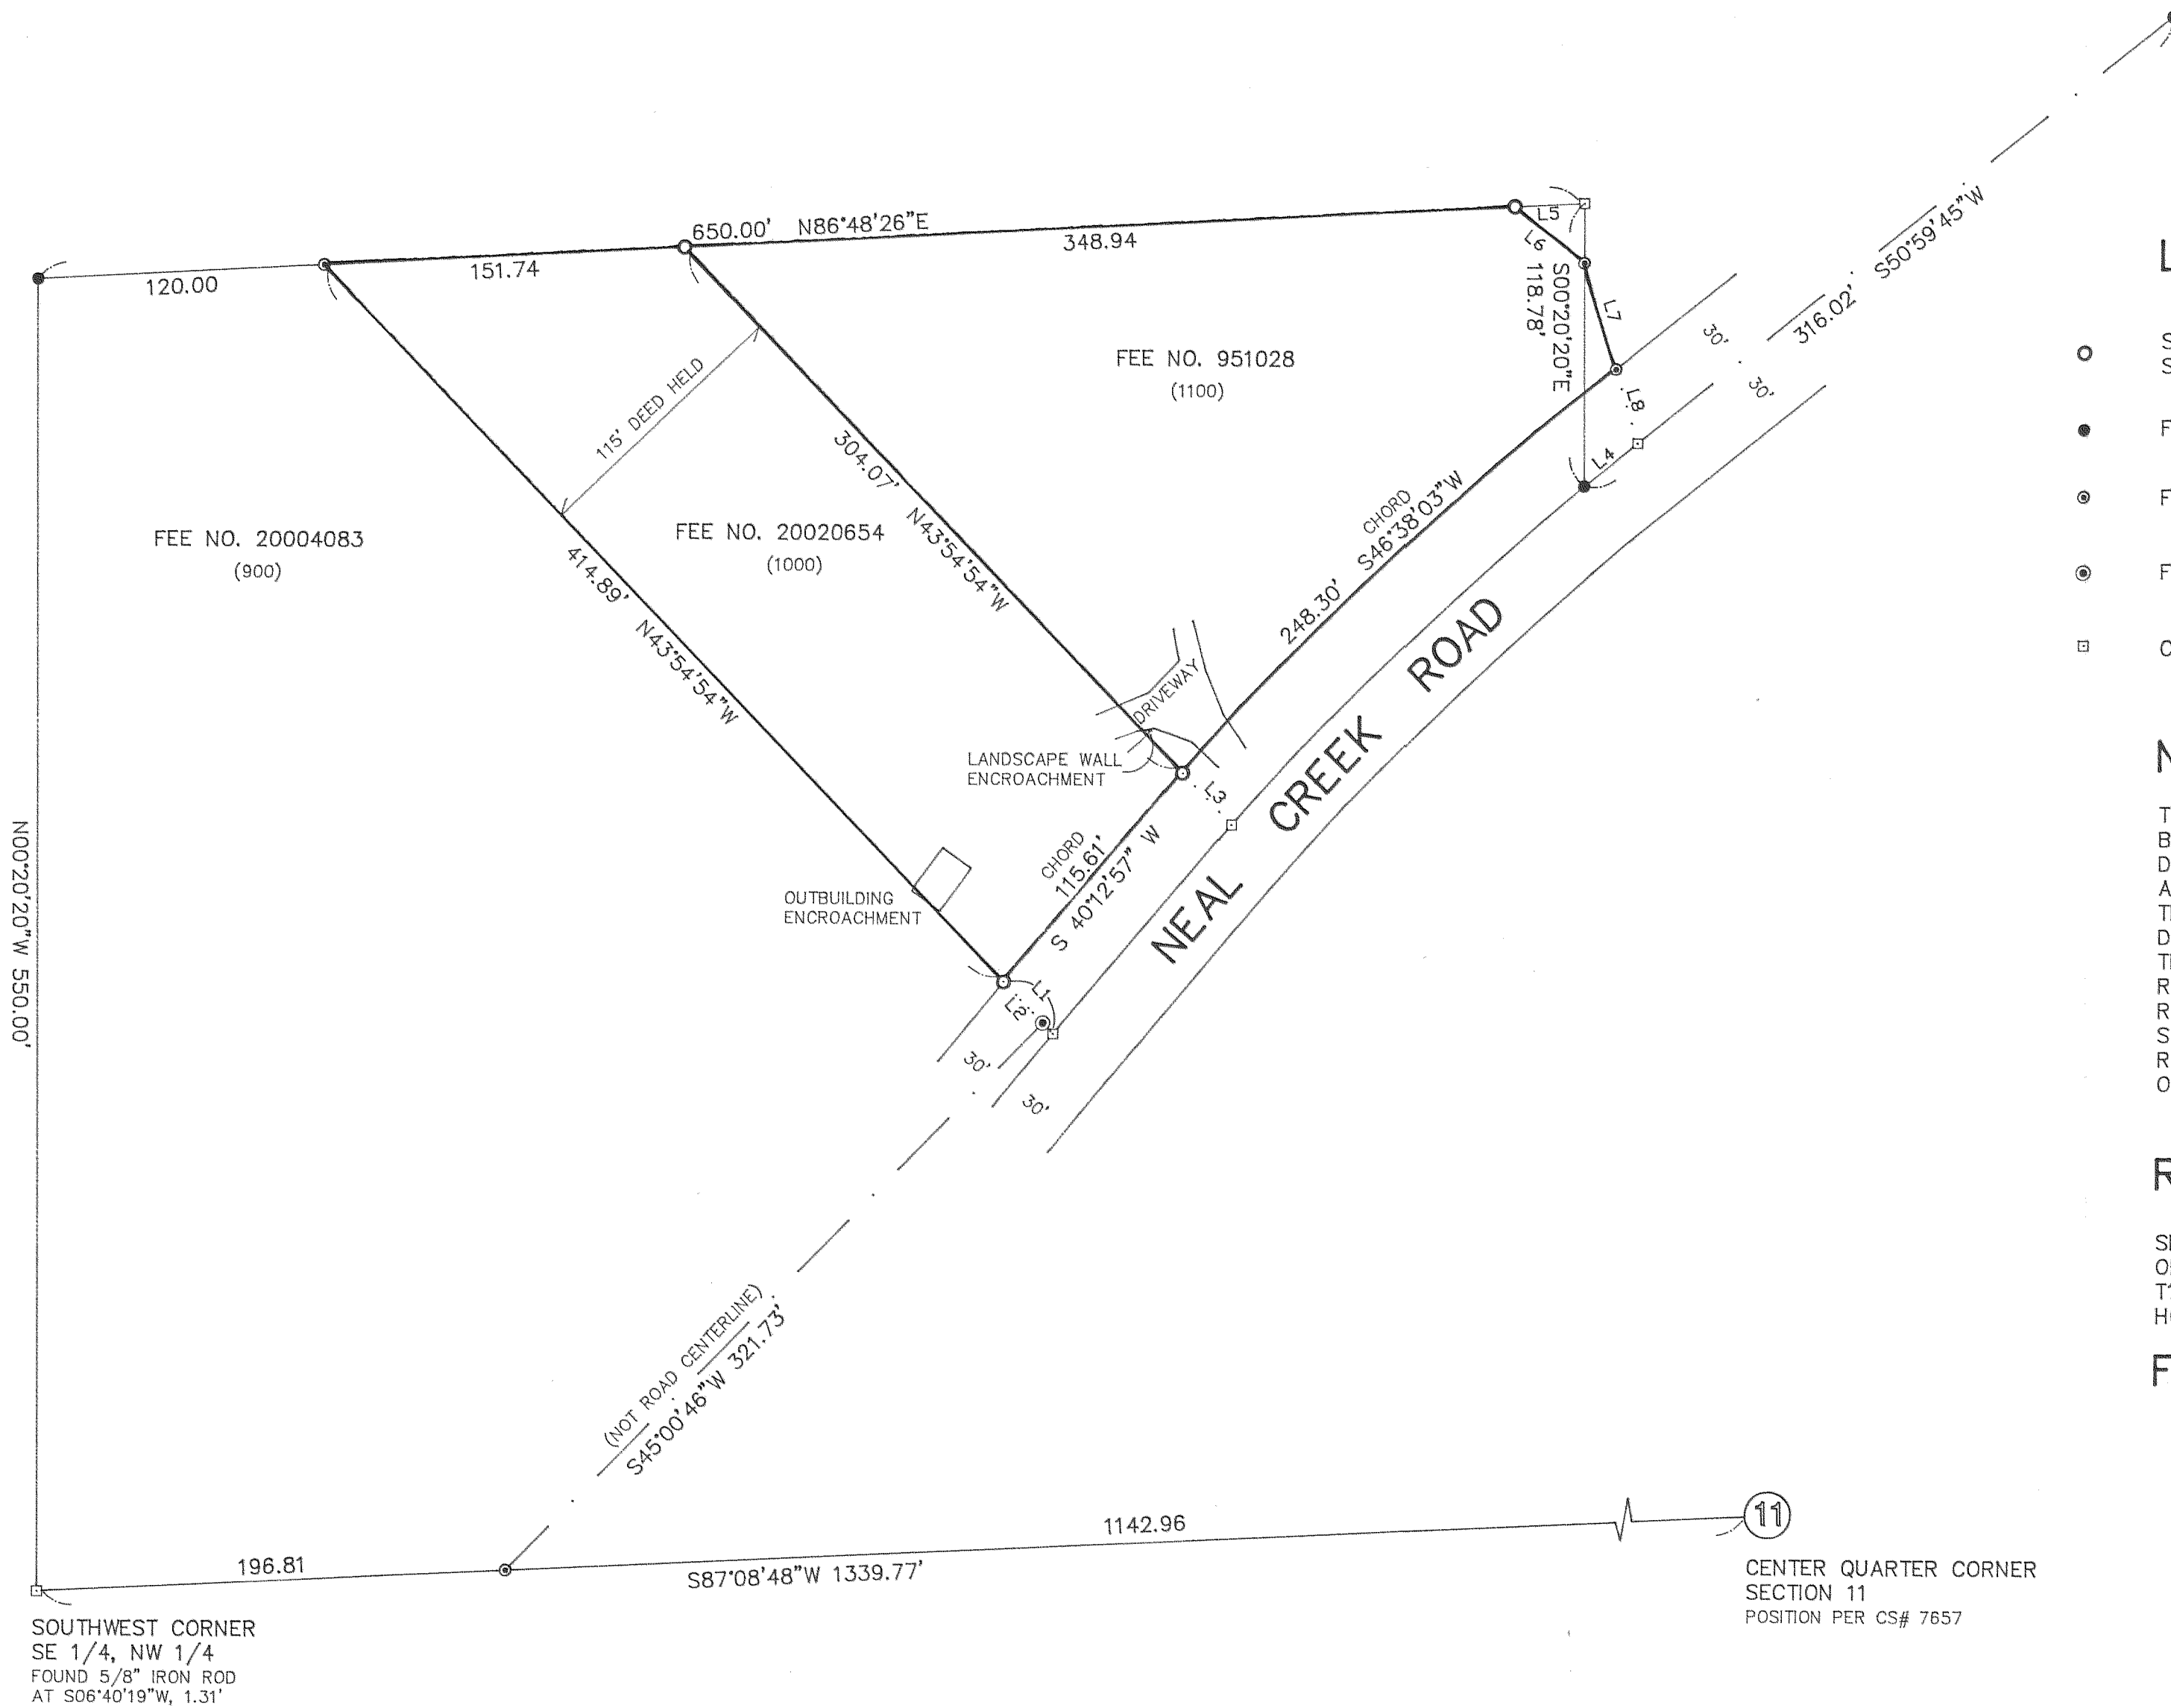 650.00' N86°48'26"E
348.94
151.74
120.00
L5
L6
L7
S00°20'20"E
118.78'
L8
L4
30'
30'
316.02' S50°59'45"W
115' DEED HELD
FEE NO. 951028
(1100)
304.07' N43°54'54"W
FEE NO. 20020654
(1000)
FEE NO. 20004083
(900)
414.89' N43°54'54"W
CHORD
248.30' S46°38'03"W
DRIVEWAY
LANDSCAPE WALL
ENCROACHMENT
L3
NEAL CREEK ROAD
CHORD
115.61'
S 40°12'57" W
OUTBUILDING
ENCROACHMENT
L1
L2
30'
30'
N00°20'20"W 550.00'
(NOT ROAD CENTERLINE)
S45°00'46"W 321.73'
1142.96
196.81
S87°08'48"W 1339.77'
11
CENTER QUARTER CORNER
SECTION 11
POSITION PER CS# 7657
SOUTHWEST CORNER
SE 1/4, NW 1/4
FOUND 5/8" IRON ROD
AT S06°40'19"W, 1.31'
L
S
S
F
F
F
N
T
B
D
A
D
R
R
S
R
R
F